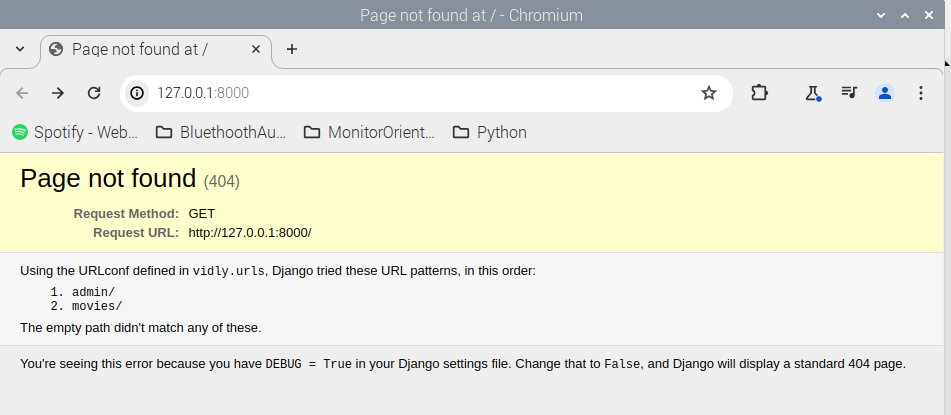 Page not found at / - Chromium
Page not found at /
127.0.0.1:8000
Spotify - Web... BluethoothAu... MonitorOrient... Python
Page not found (404)
Request Method: GET
Request URL: http://127.0.0.1:8000/
Using the URLconf defined in vidly.urls, Django tried these URL patterns, in this order:
1. admin/
2. movies/
The empty path didn't match any of these.
You're seeing this error because you have DEBUG = True in your Django settings file. Change that to False, and Django will display a standard 404 page.